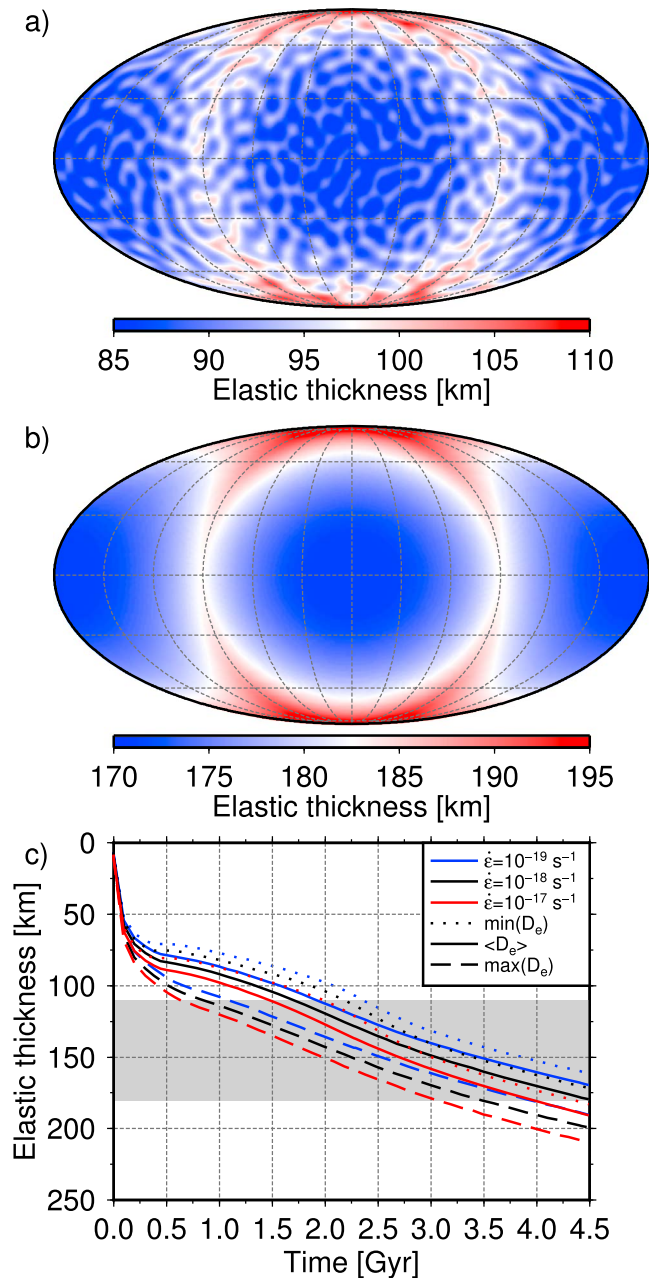 a)
85 90 95 100 105 110
Elastic thickness [km]
b)
170 175 180 185 190 195
Elastic thickness [km]
c)
0
50
100
150
200
250
Elastic thickness [km]
ε̇=10⁻¹⁹ s⁻¹
ε̇=10⁻¹⁸ s⁻¹
ε̇=10⁻¹⁷ s⁻¹
min(Dₑ)
<Dₑ>
max(Dₑ)
0.0 0.5 1.0 1.5 2.0 2.5 3.0 3.5 4.0 4.5
Time [Gyr]